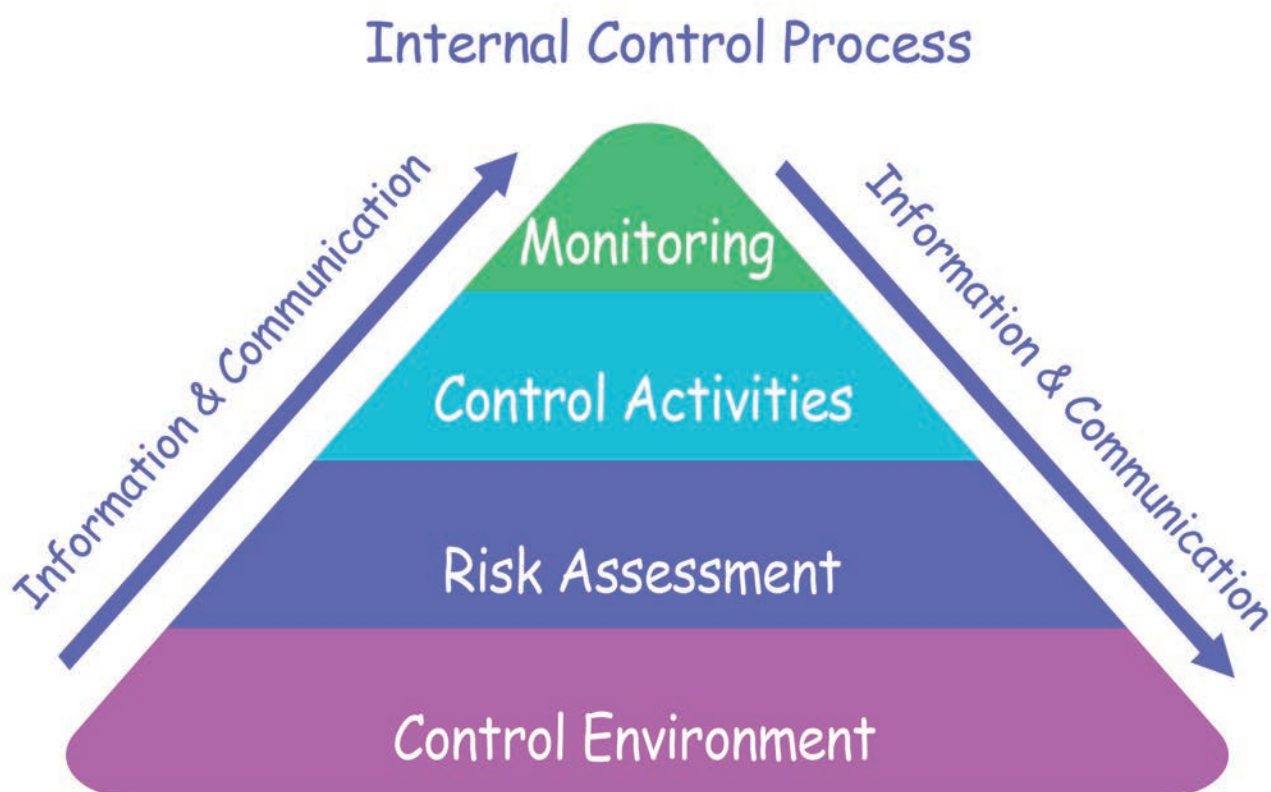 Internal Control Process
Information & Communication
Information & Communication
Monitoring
Control Activities
Risk Assessment
Control Environment